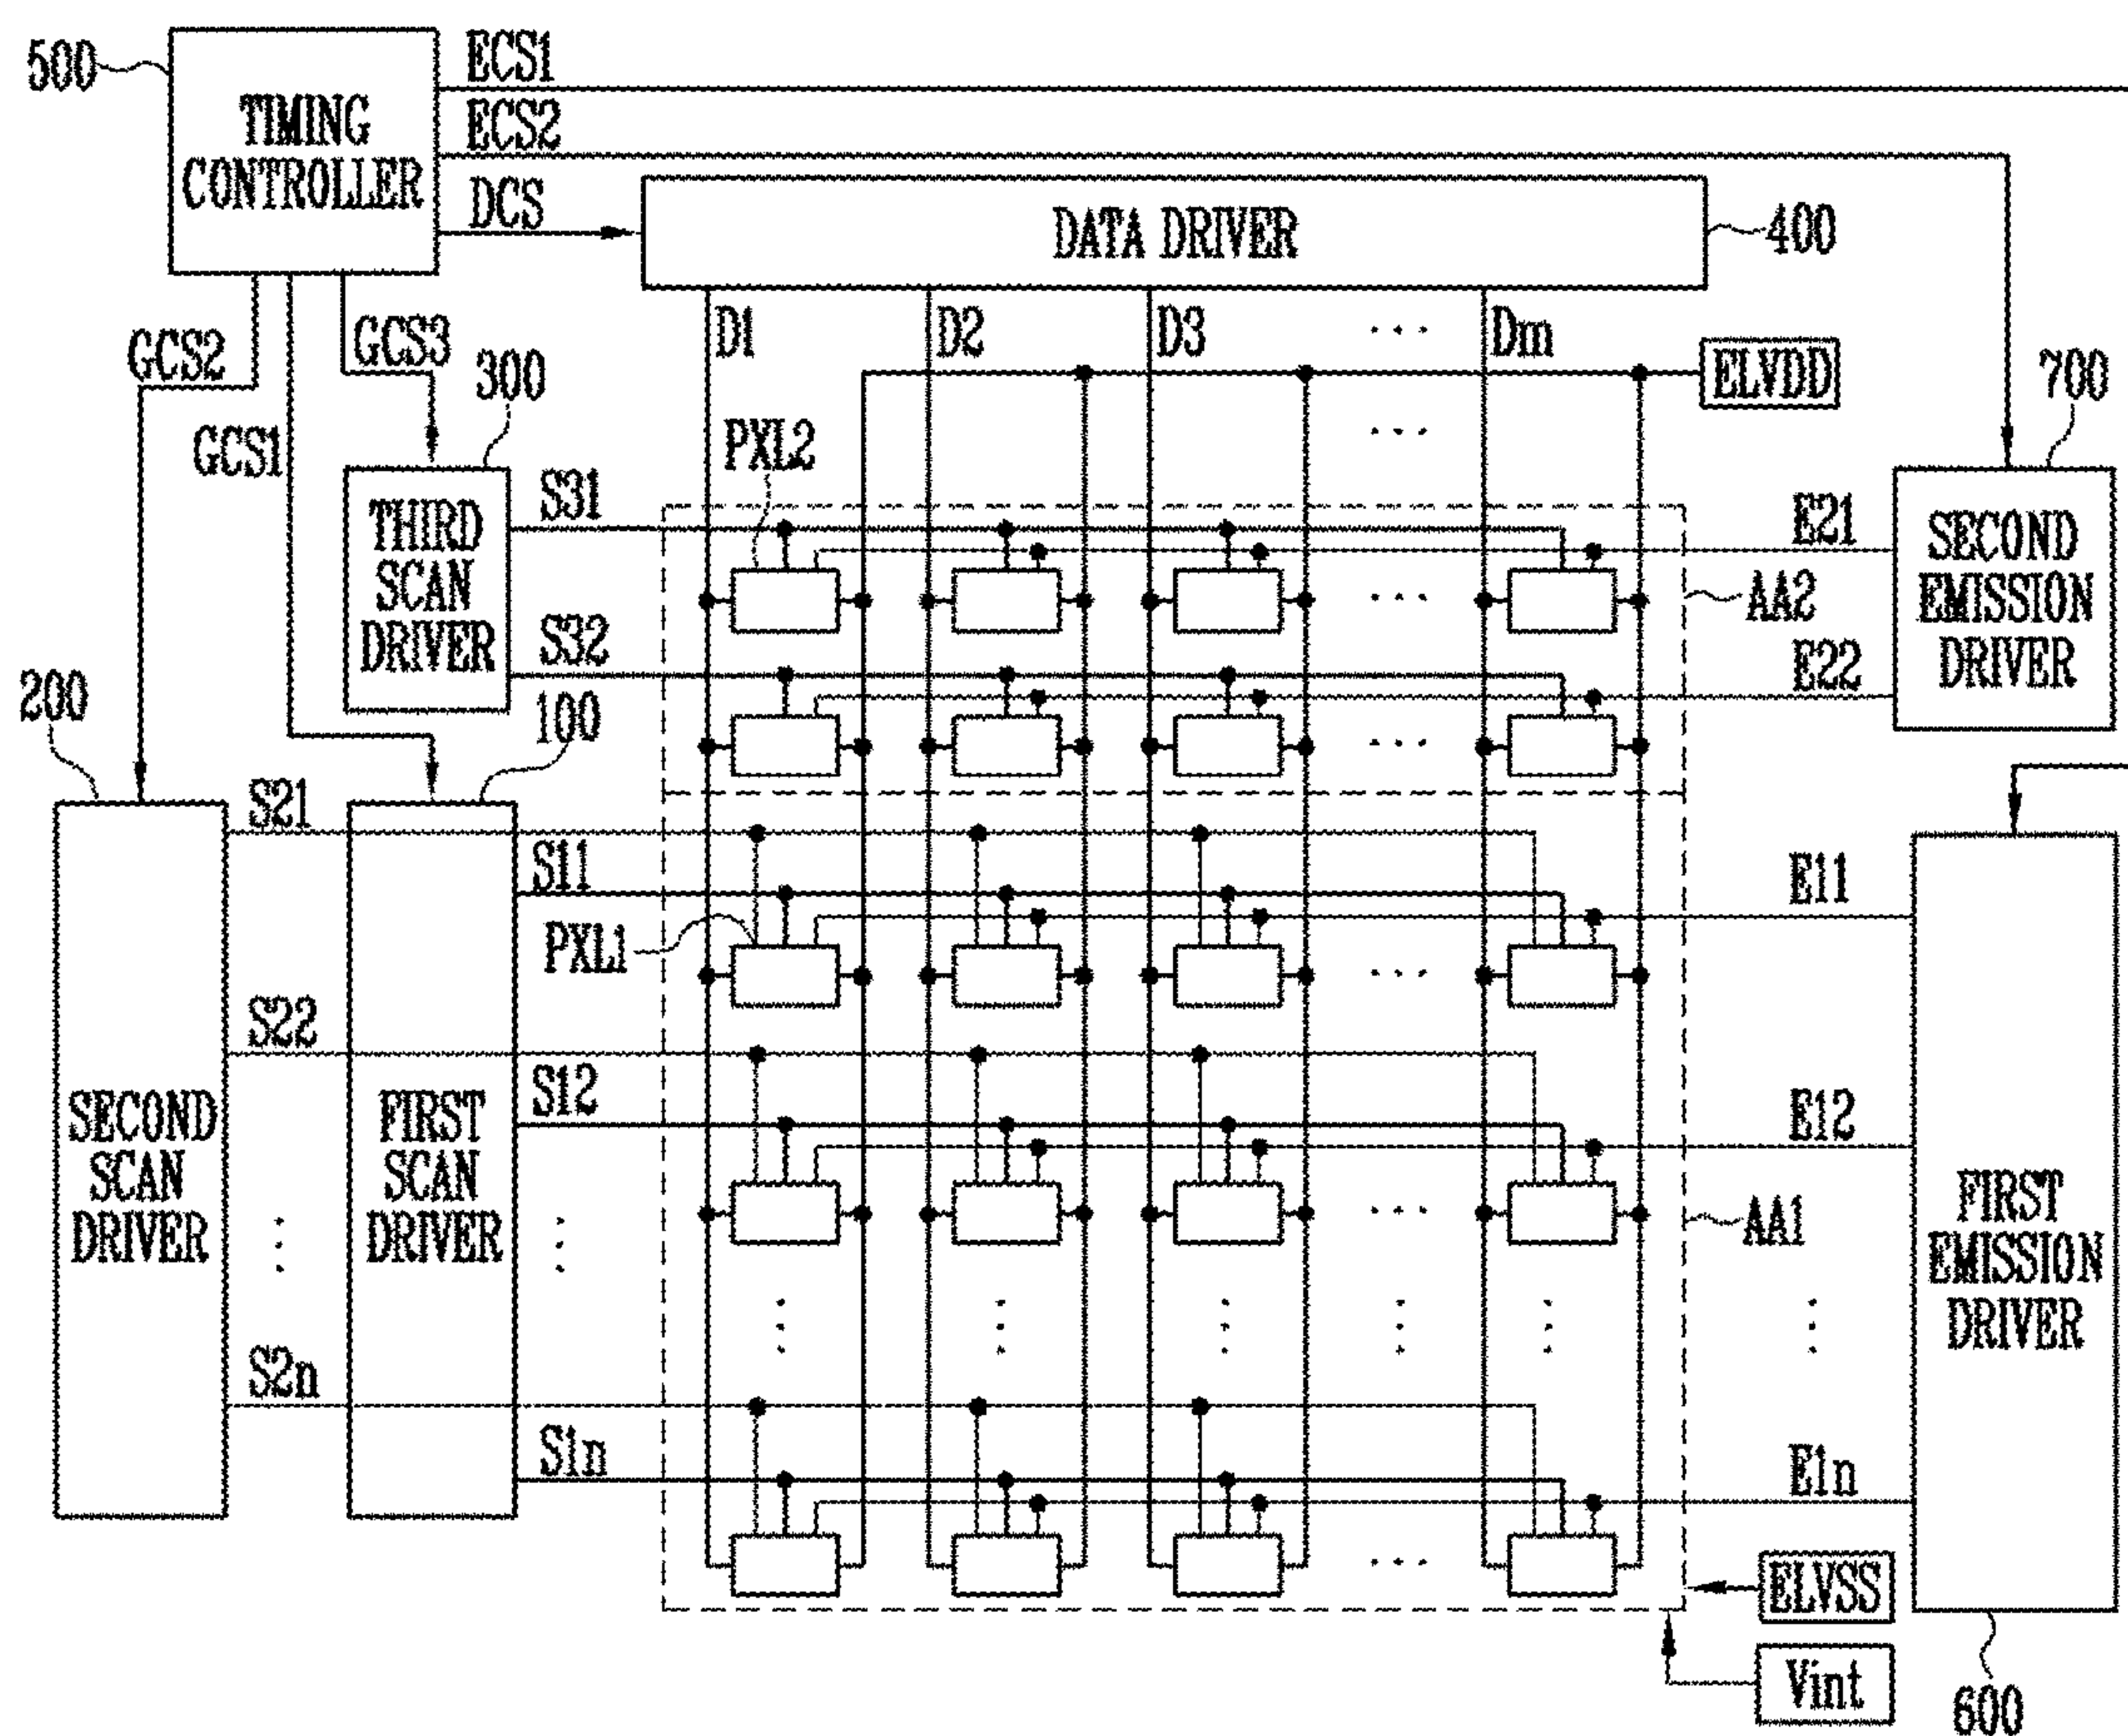 500
TIMING
CONTROLLER
ECS1
ECS2
DCS
DATA DRIVER
400
GCS2
GCS1
GCS3
D1
D2
D3
Dm
ELVDD
300
700
PXL2
THIRD
SCAN
DRIVER
S31
S32
E21
E22
SECOND
EMISSION
DRIVER
AA2
200
100
S21
S11
PXL1
E11
S22
S12
E12
SECOND
SCAN
DRIVER
FIRST
SCAN
DRIVER
AA1
FIRST
EMISSION
DRIVER
S2n
S1n
E1n
ELVSS
Vint
600